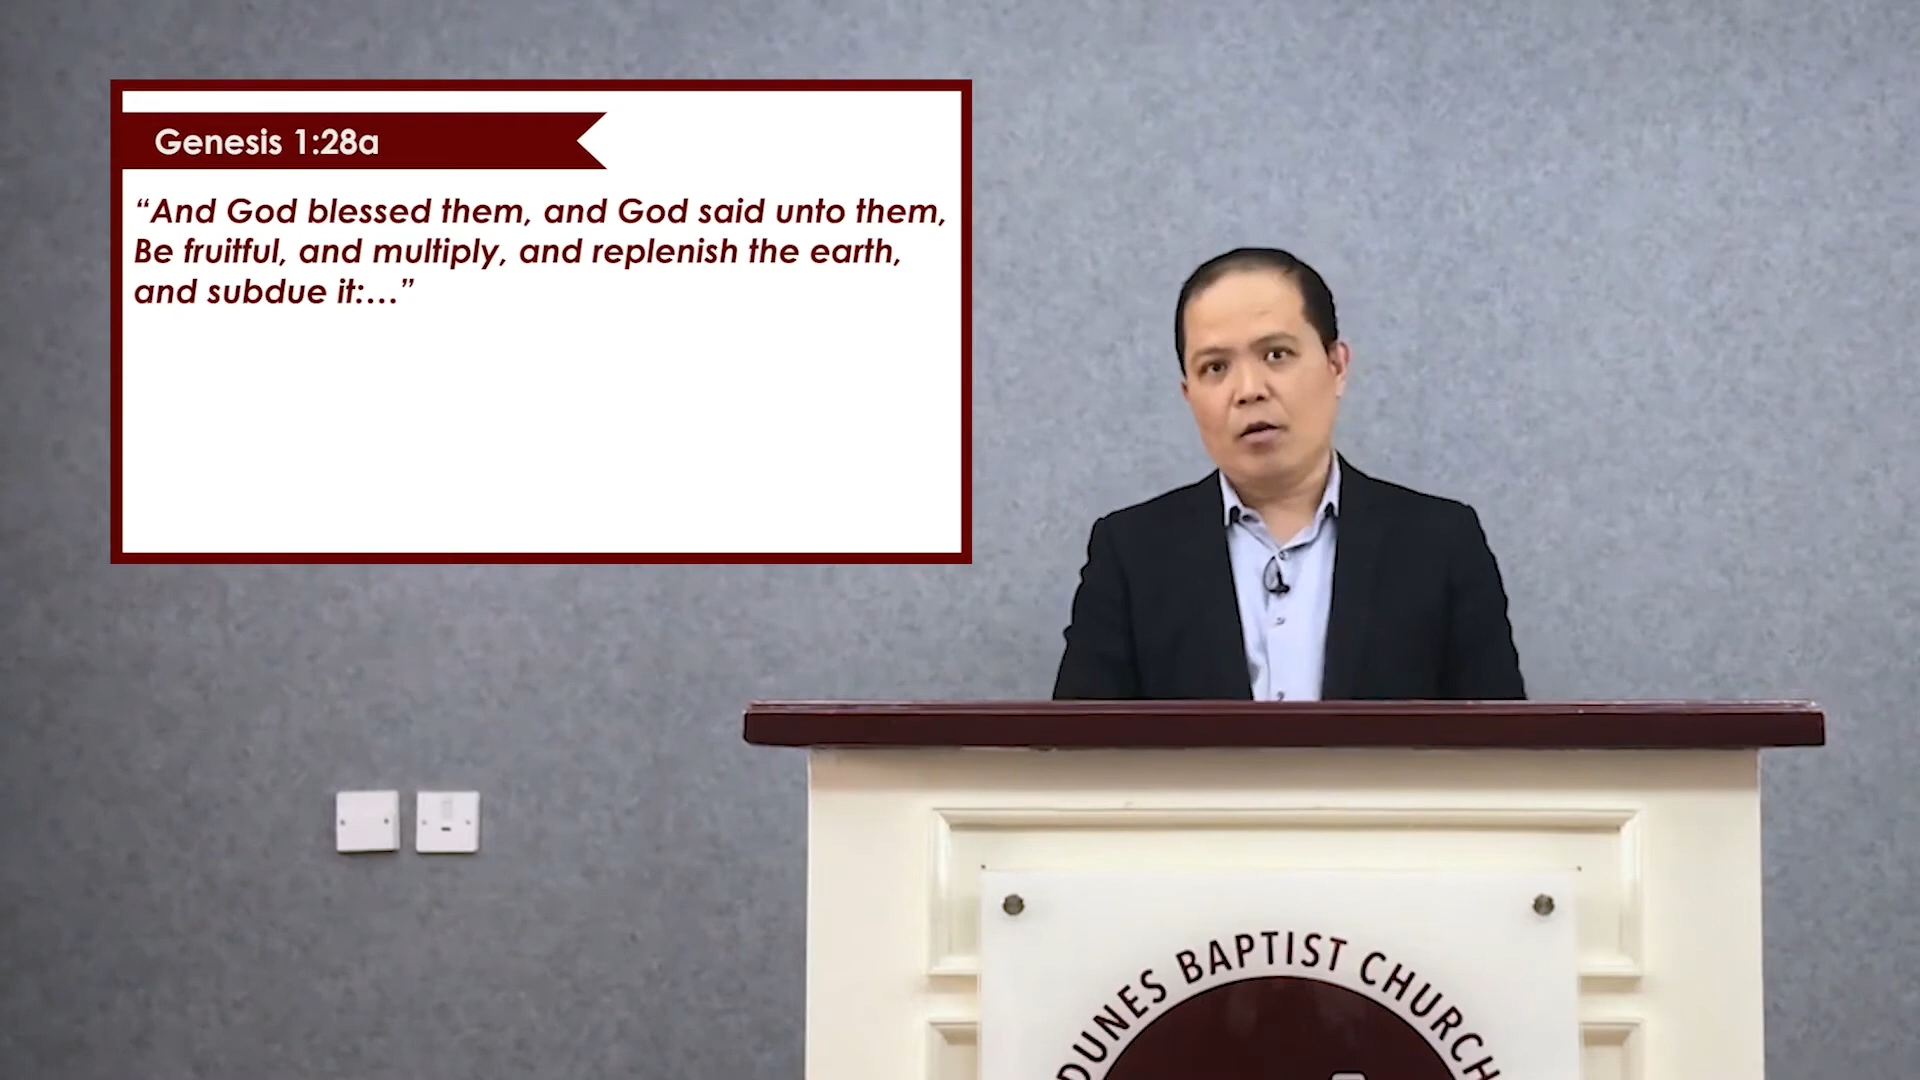 Genesis 1:28a
“And God blessed them, and God said unto them,
Be fruitful, and multiply, and replenish the earth,
and subdue it:...”
DUNES BAPTIST CHURCH